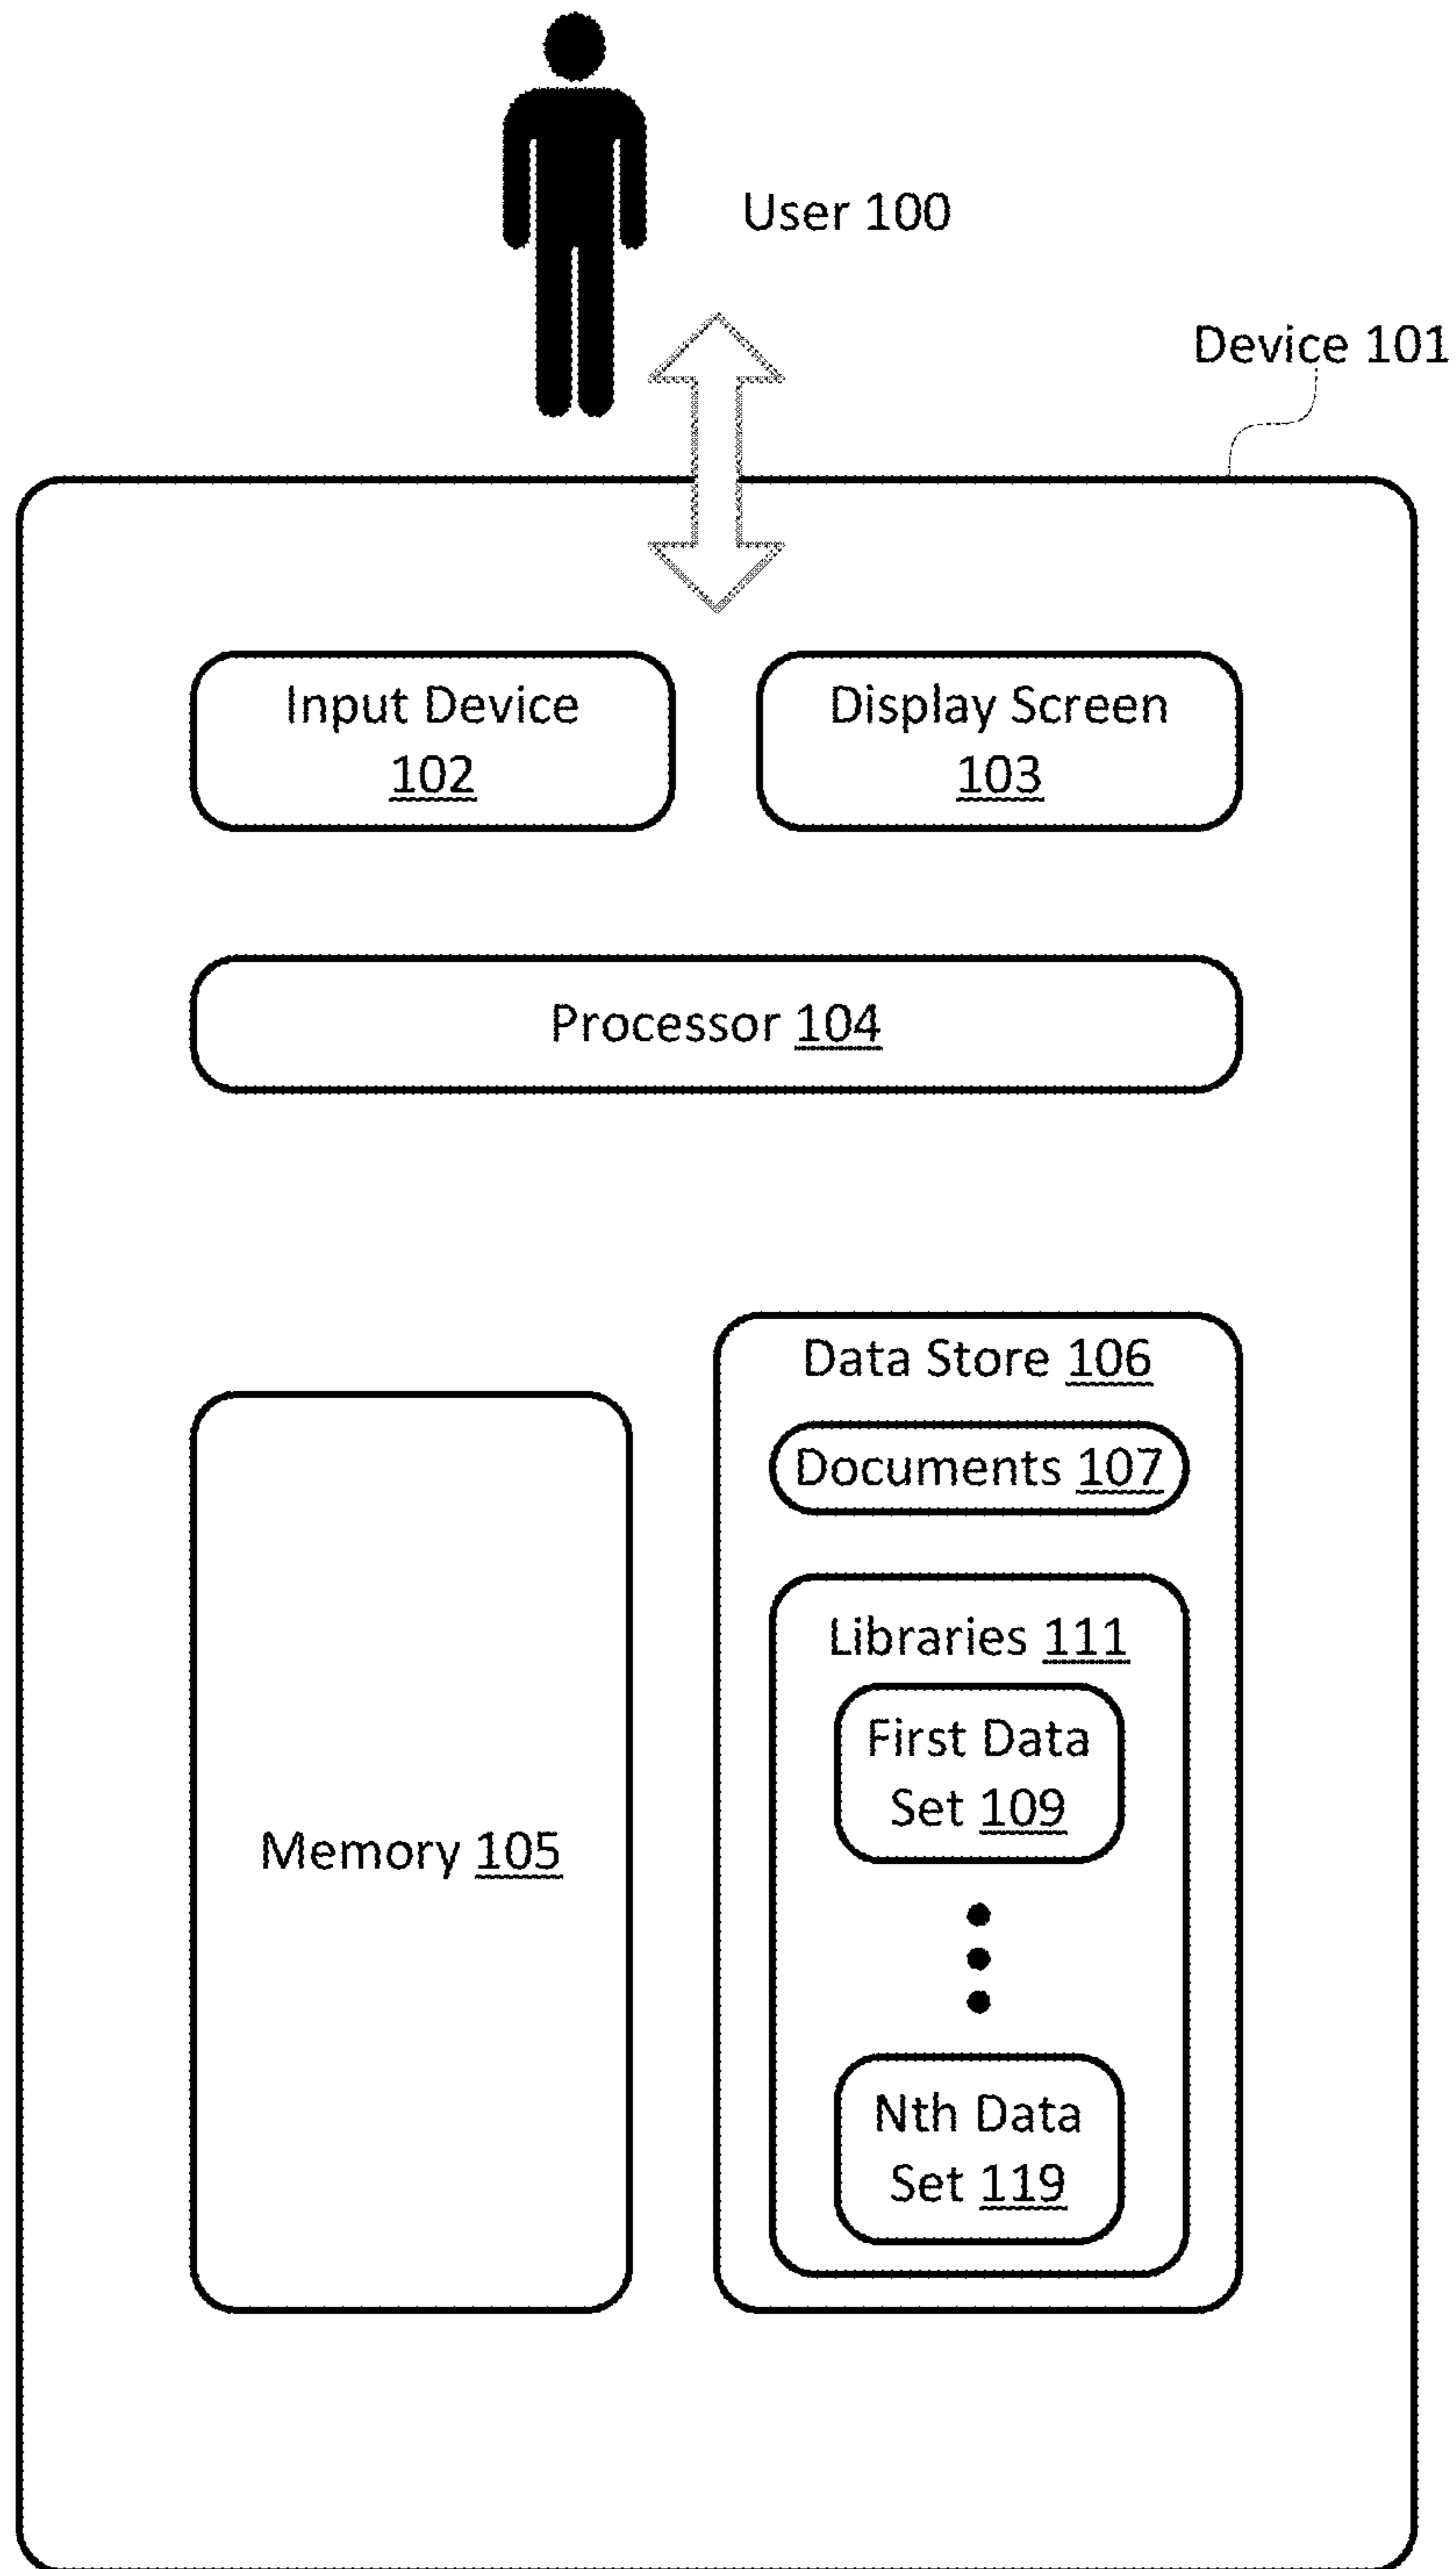 User 100
Device 101
Input Device
102
Display Screen
103
Processor 104
Data Store 106
Documents 107
Libraries 111
First Data
Set 109
Memory 105
Nth Data
Set 119